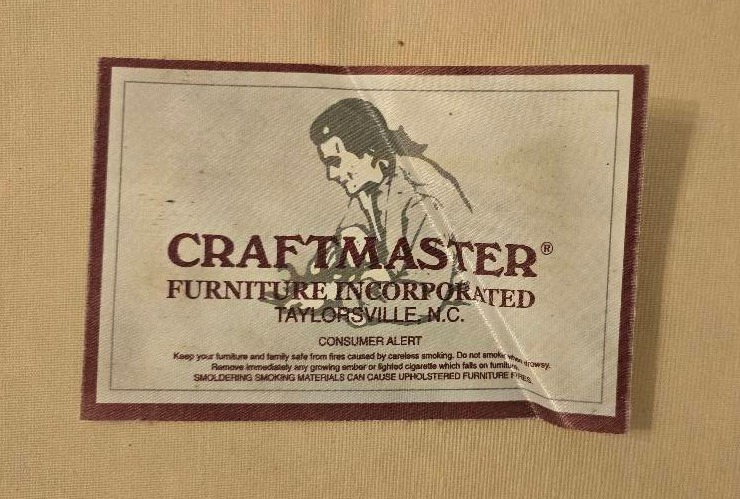 CRAFTMASTER®
FURNITURE INCORPORATED
TAYLORSVILLE, N.C.
CONSUMER ALERT
Keep your furniture and family safe from fires caused by careless smoking. Do not smoke when drowsy.
Remove immediately any growing ember or lighted cigarette which falls on furniture.
SMOLDERING SMOKING MATERIALS CAN CAUSE UPHOLSTERED FURNITURE FIRES.